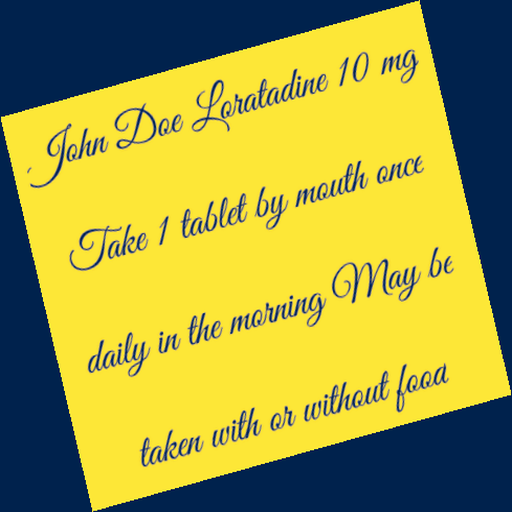 John Doe Loratadine 10 mg
Take 1 tablet by mouth once
daily in the morning May be
taken with or without food